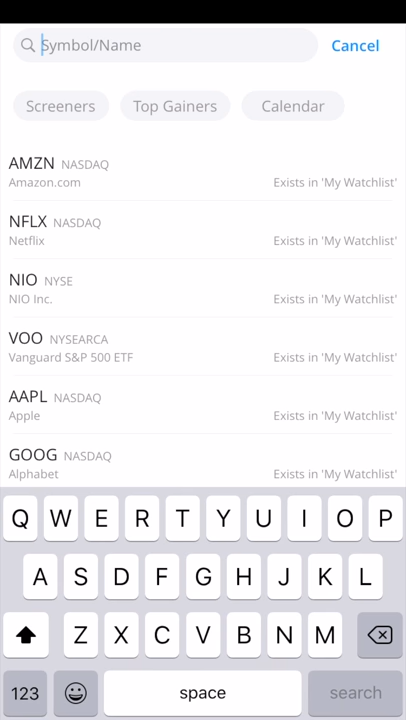 Symbol/Name
Cancel
Screeners Top Gainers Calendar
AMZN NASDAQ
Amazon.com Exists in 'My Watchlist'
NFLX NASDAQ
Netflix Exists in 'My Watchlist'
NIO NYSE
NIO Inc. Exists in 'My Watchlist'
VOO NYSEARCA
Vanguard S&P 500 ETF Exists in 'My Watchlist'
AAPL NASDAQ
Apple Exists in 'My Watchlist'
GOOG NASDAQ
Alphabet Exists in 'My Watchlist'
Q W E R T Y U I O P
A S D F G H J K L
Z X C V B N M
123 space search